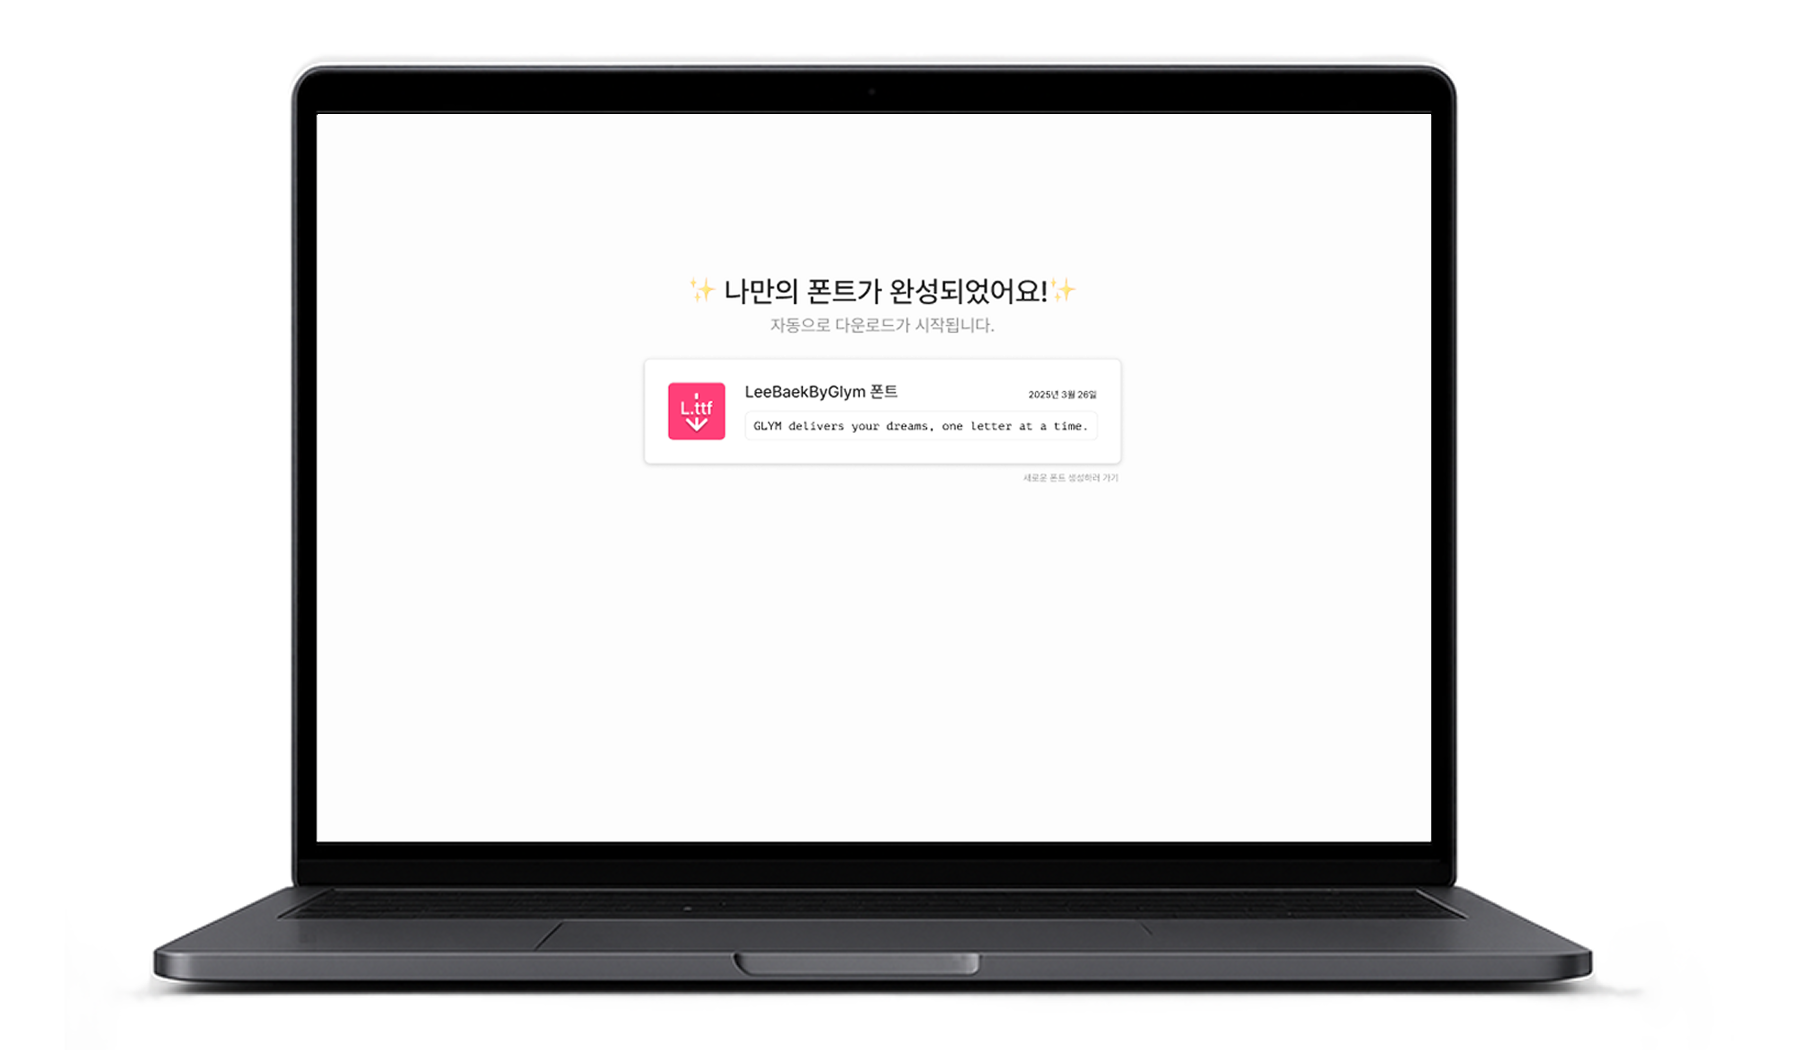 ✨ 나만의 폰트가 완성되었어요!✨
자동으로 다운로드가 시작됩니다.
L.ttf
LeeBaekByGlym 폰트
2025년 3월 26일
GLYM delivers your dreams, one letter at a time.
새로운 폰트 생성하러 가기